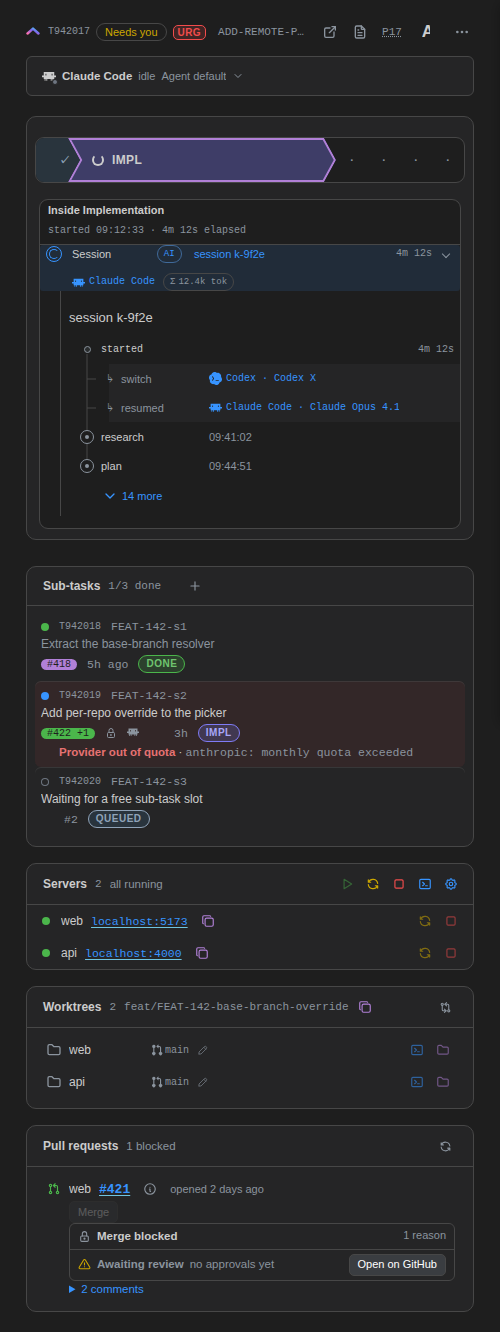 T942017 Needs you URG ADD-REMOTE-P… P17
Claude Code idle Agent default
IMPL
Inside Implementation
started 09:12:33 · 4m 12s elapsed
Session AI session k-9f2e 4m 12s
Claude Code Σ 12.4k tok
session k-9f2e
started 4m 12s
↳ switch Codex · Codex X
↳ resumed Claude Code · Claude Opus 4.1
research 09:41:02
plan 09:44:51
14 more
Sub-tasks 1/3 done
T942018 FEAT-142-s1
Extract the base-branch resolver
#418 5h ago DONE
T942019 FEAT-142-s2
Add per-repo override to the picker
#422 +1 3h IMPL
Provider out of quota · anthropic: monthly quota exceeded
T942020 FEAT-142-s3
Waiting for a free sub-task slot
#2 QUEUED
Servers 2 all running
web localhost:5173
api localhost:4000
Worktrees 2 feat/FEAT-142-base-branch-override
web main
api main
Pull requests 1 blocked
web #421 opened 2 days ago
Merge
Merge blocked 1 reason
Awaiting review no approvals yet Open on GitHub
2 comments